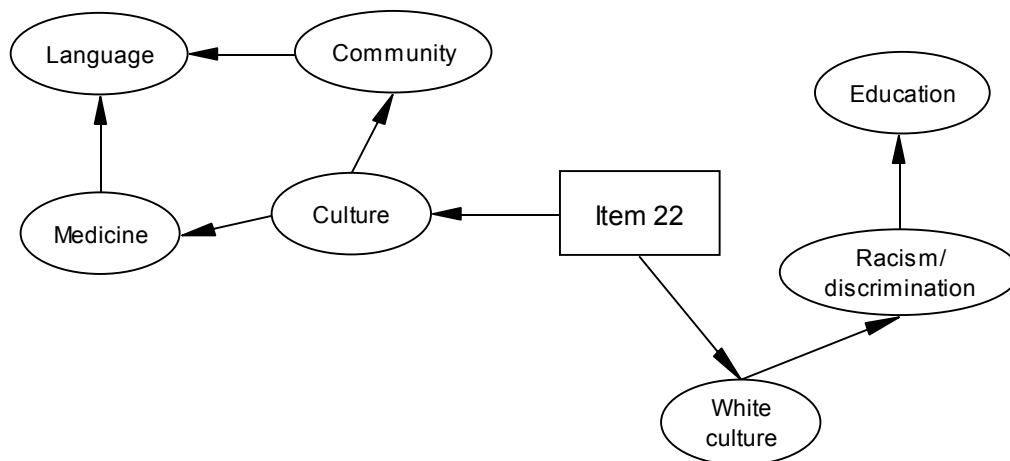 Language
Community
Education
Medicine
Culture
Item 22
Racism/
discrimination
White
culture